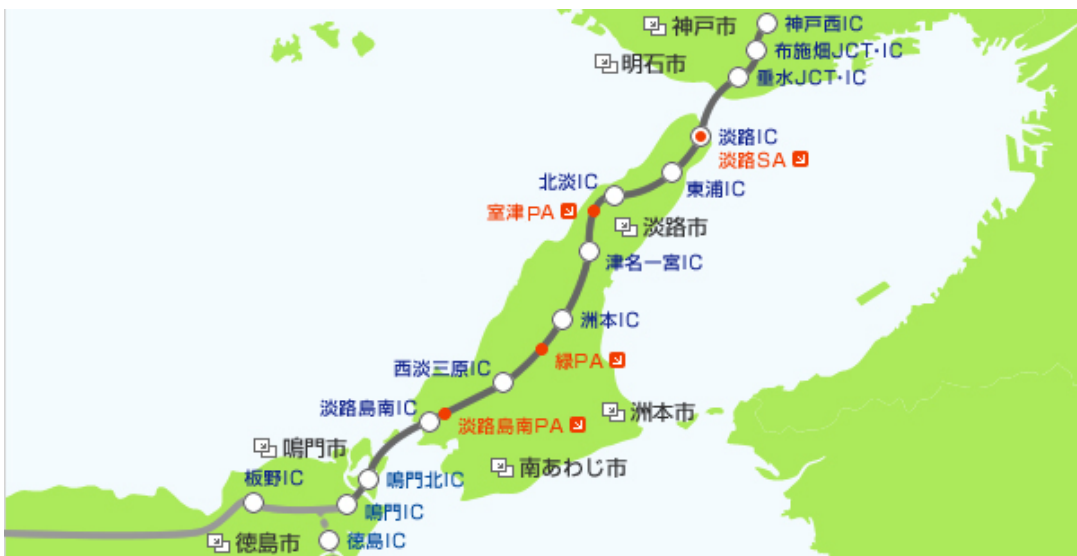 神戸市
神戸西IC
布施畑JCT·IC
明石市
垂水JCT·IC
淡路IC
淡路SA
北淡IC
東浦IC
室津PA
淡路市
津名一宮IC
洲本IC
緑PA
西淡三原IC
淡路島南IC
淡路島南PA
洲本市
鳴門市
南あわじ市
板野IC
鳴門北IC
鳴門IC
徳島市
徳島IC